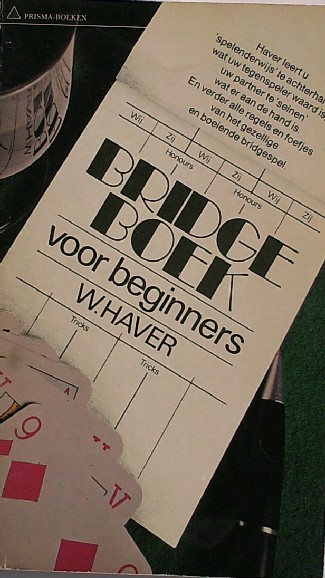 PRISMA-BOEKEN
Haver leert u
'spelenderwijs' te achterhalen
wat uw tegenspeler waard is
uw partner te 'seinen'
wat er aan de hand is.
En verder alle regels en foefjes
van het gezellige
en boeiende bridgespel.
Wij Zij Wij Zij Wij Zij
Honours Honours
BRIDGE
BOEK
voor beginners
W.HAVER
Tricks Tricks
A
9
V